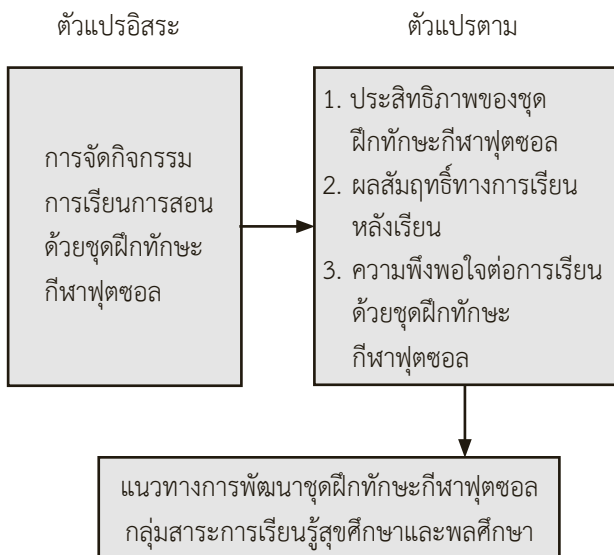 ตัวแปรอิสระ
ตัวแปรตาม
การจัดกิจกรรม
การเรียนการสอน
ด้วยชุดฝึกทักษะ
กีฬาฟุตซอล
1. ประสิทธิภาพของชุด
ฝึกทักษะกีฬาฟุตซอล
2. ผลสัมฤทธิ์ทางการเรียน
หลังเรียน
3. ความพึงพอใจต่อการเรียน
ด้วยชุดฝึกทักษะ
กีฬาฟุตซอล
แนวทางการพัฒนาชุดฝึกทักษะกีฬาฟุตซอล
กลุ่มสาระการเรียนรู้สุขศึกษาและพลศึกษา